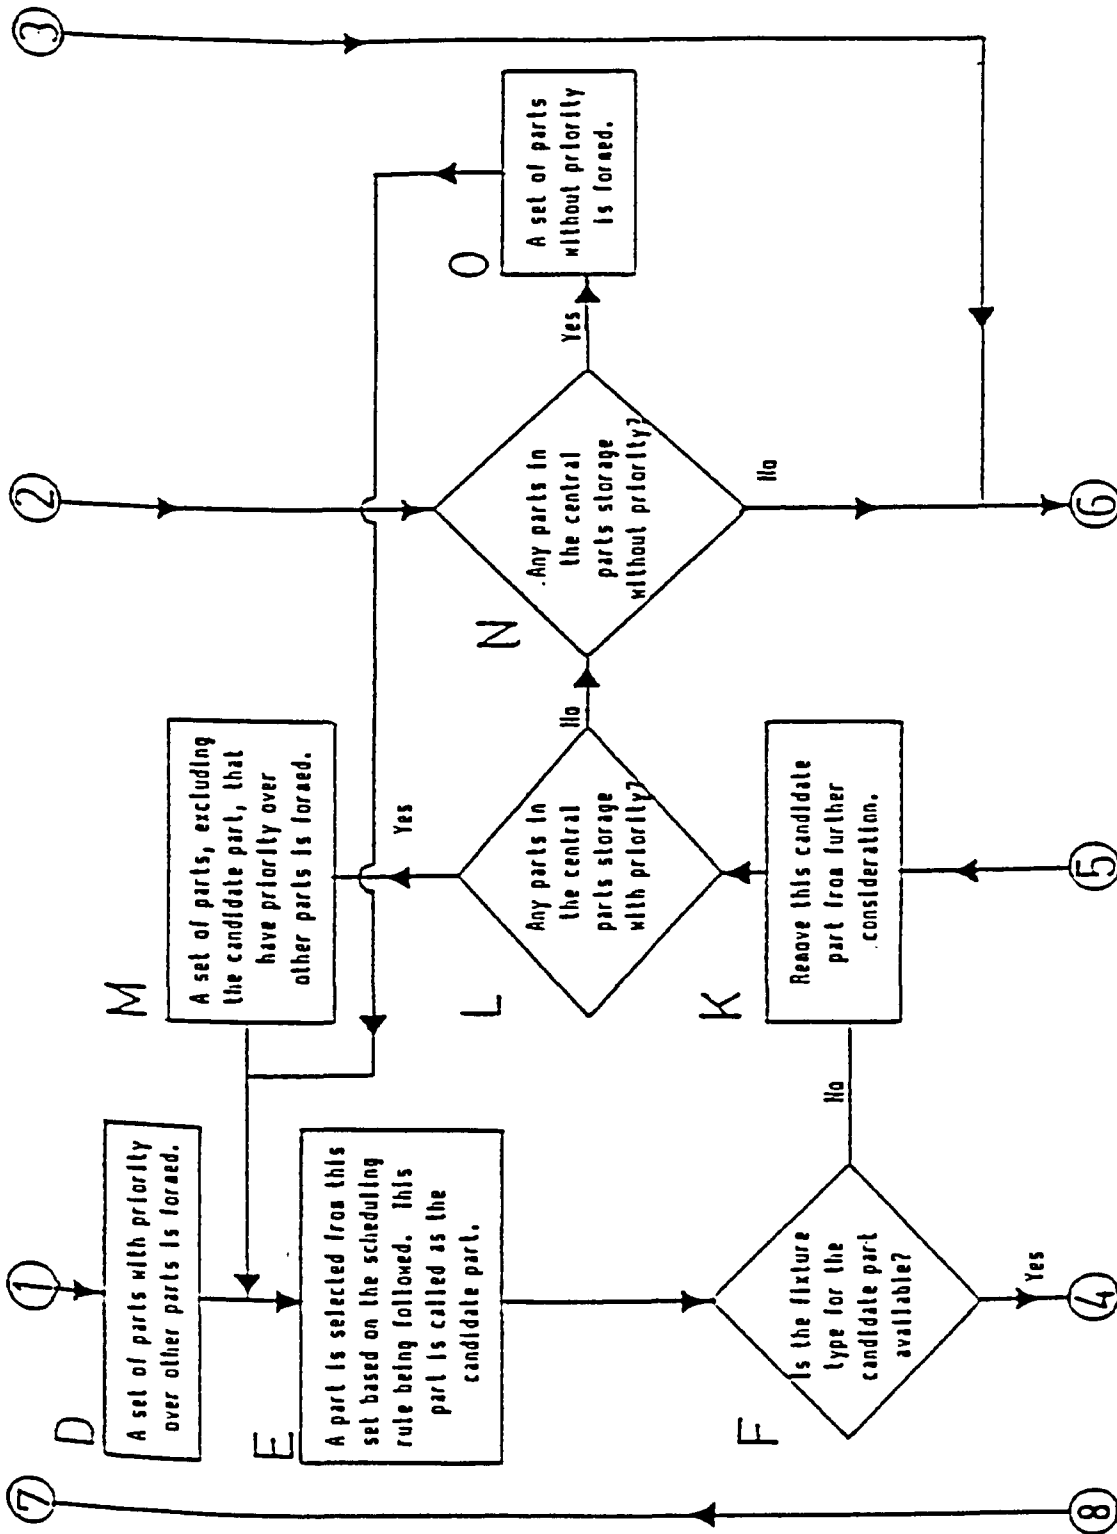 7
1
2
3
D
A set of parts with priority
over other parts is formed.
M
A set of parts, excluding
the candidate part, that
have priority over
other parts is formed.
E
A part is selected from this
set based on the scheduling
rule being followed. This
part is called as the
candidate part.
Yes
O
A set of parts
without priority
is formed.
L
Any parts in
the central
parts storage
with priority?
No
N
Any parts in
the central
parts storage
without priority?
Yes
No
F
Is the fixture
type for the
candidate part
available?
No
K
Remove this candidate
part from further
consideration.
Yes
8
4
5
6